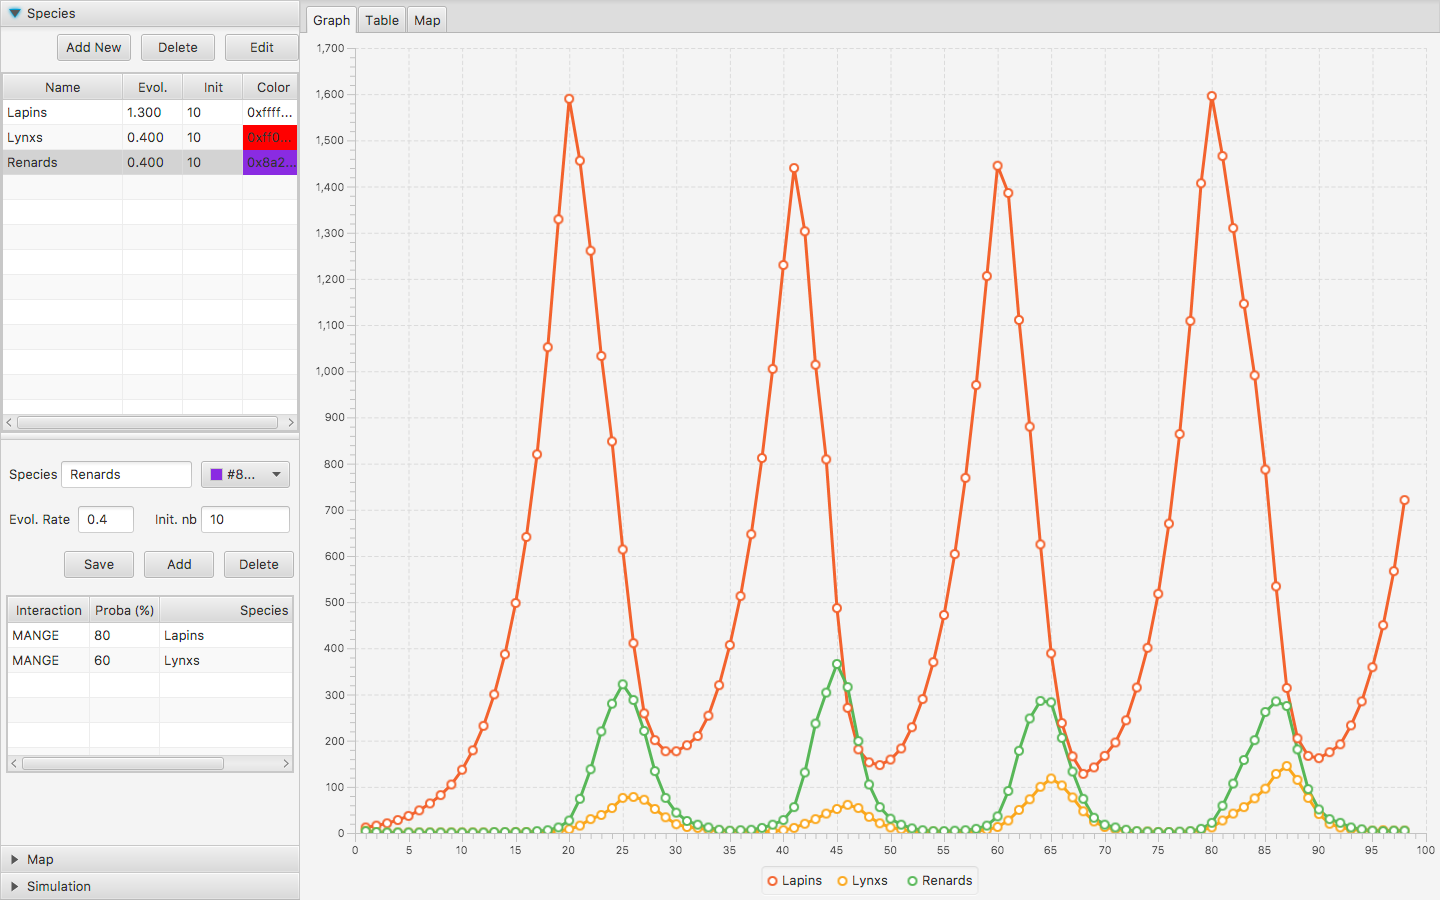 Species
Add New Delete Edit
Name Evol. Init Color
Lapins 1.300 10 0xffff...
Lynxs 0.400 10 0xff0...
Renards 0.400 10 0x8a2...
Species Renards #8...
Evol. Rate 0.4 Init. nb 10
Save Add Delete
Interaction Proba (%) Species
MANGE 80 Lapins
MANGE 60 Lynxs
Map
Simulation
Graph Table Map
1,700
1,600
1,500
1,400
1,300
1,200
1,100
1,000
900
800
700
600
500
400
300
200
100
0
0 5 10 15 20 25 30 35 40 45 50 55 60 65 70 75 80 85 90 95 100
Lapins Lynxs Renards